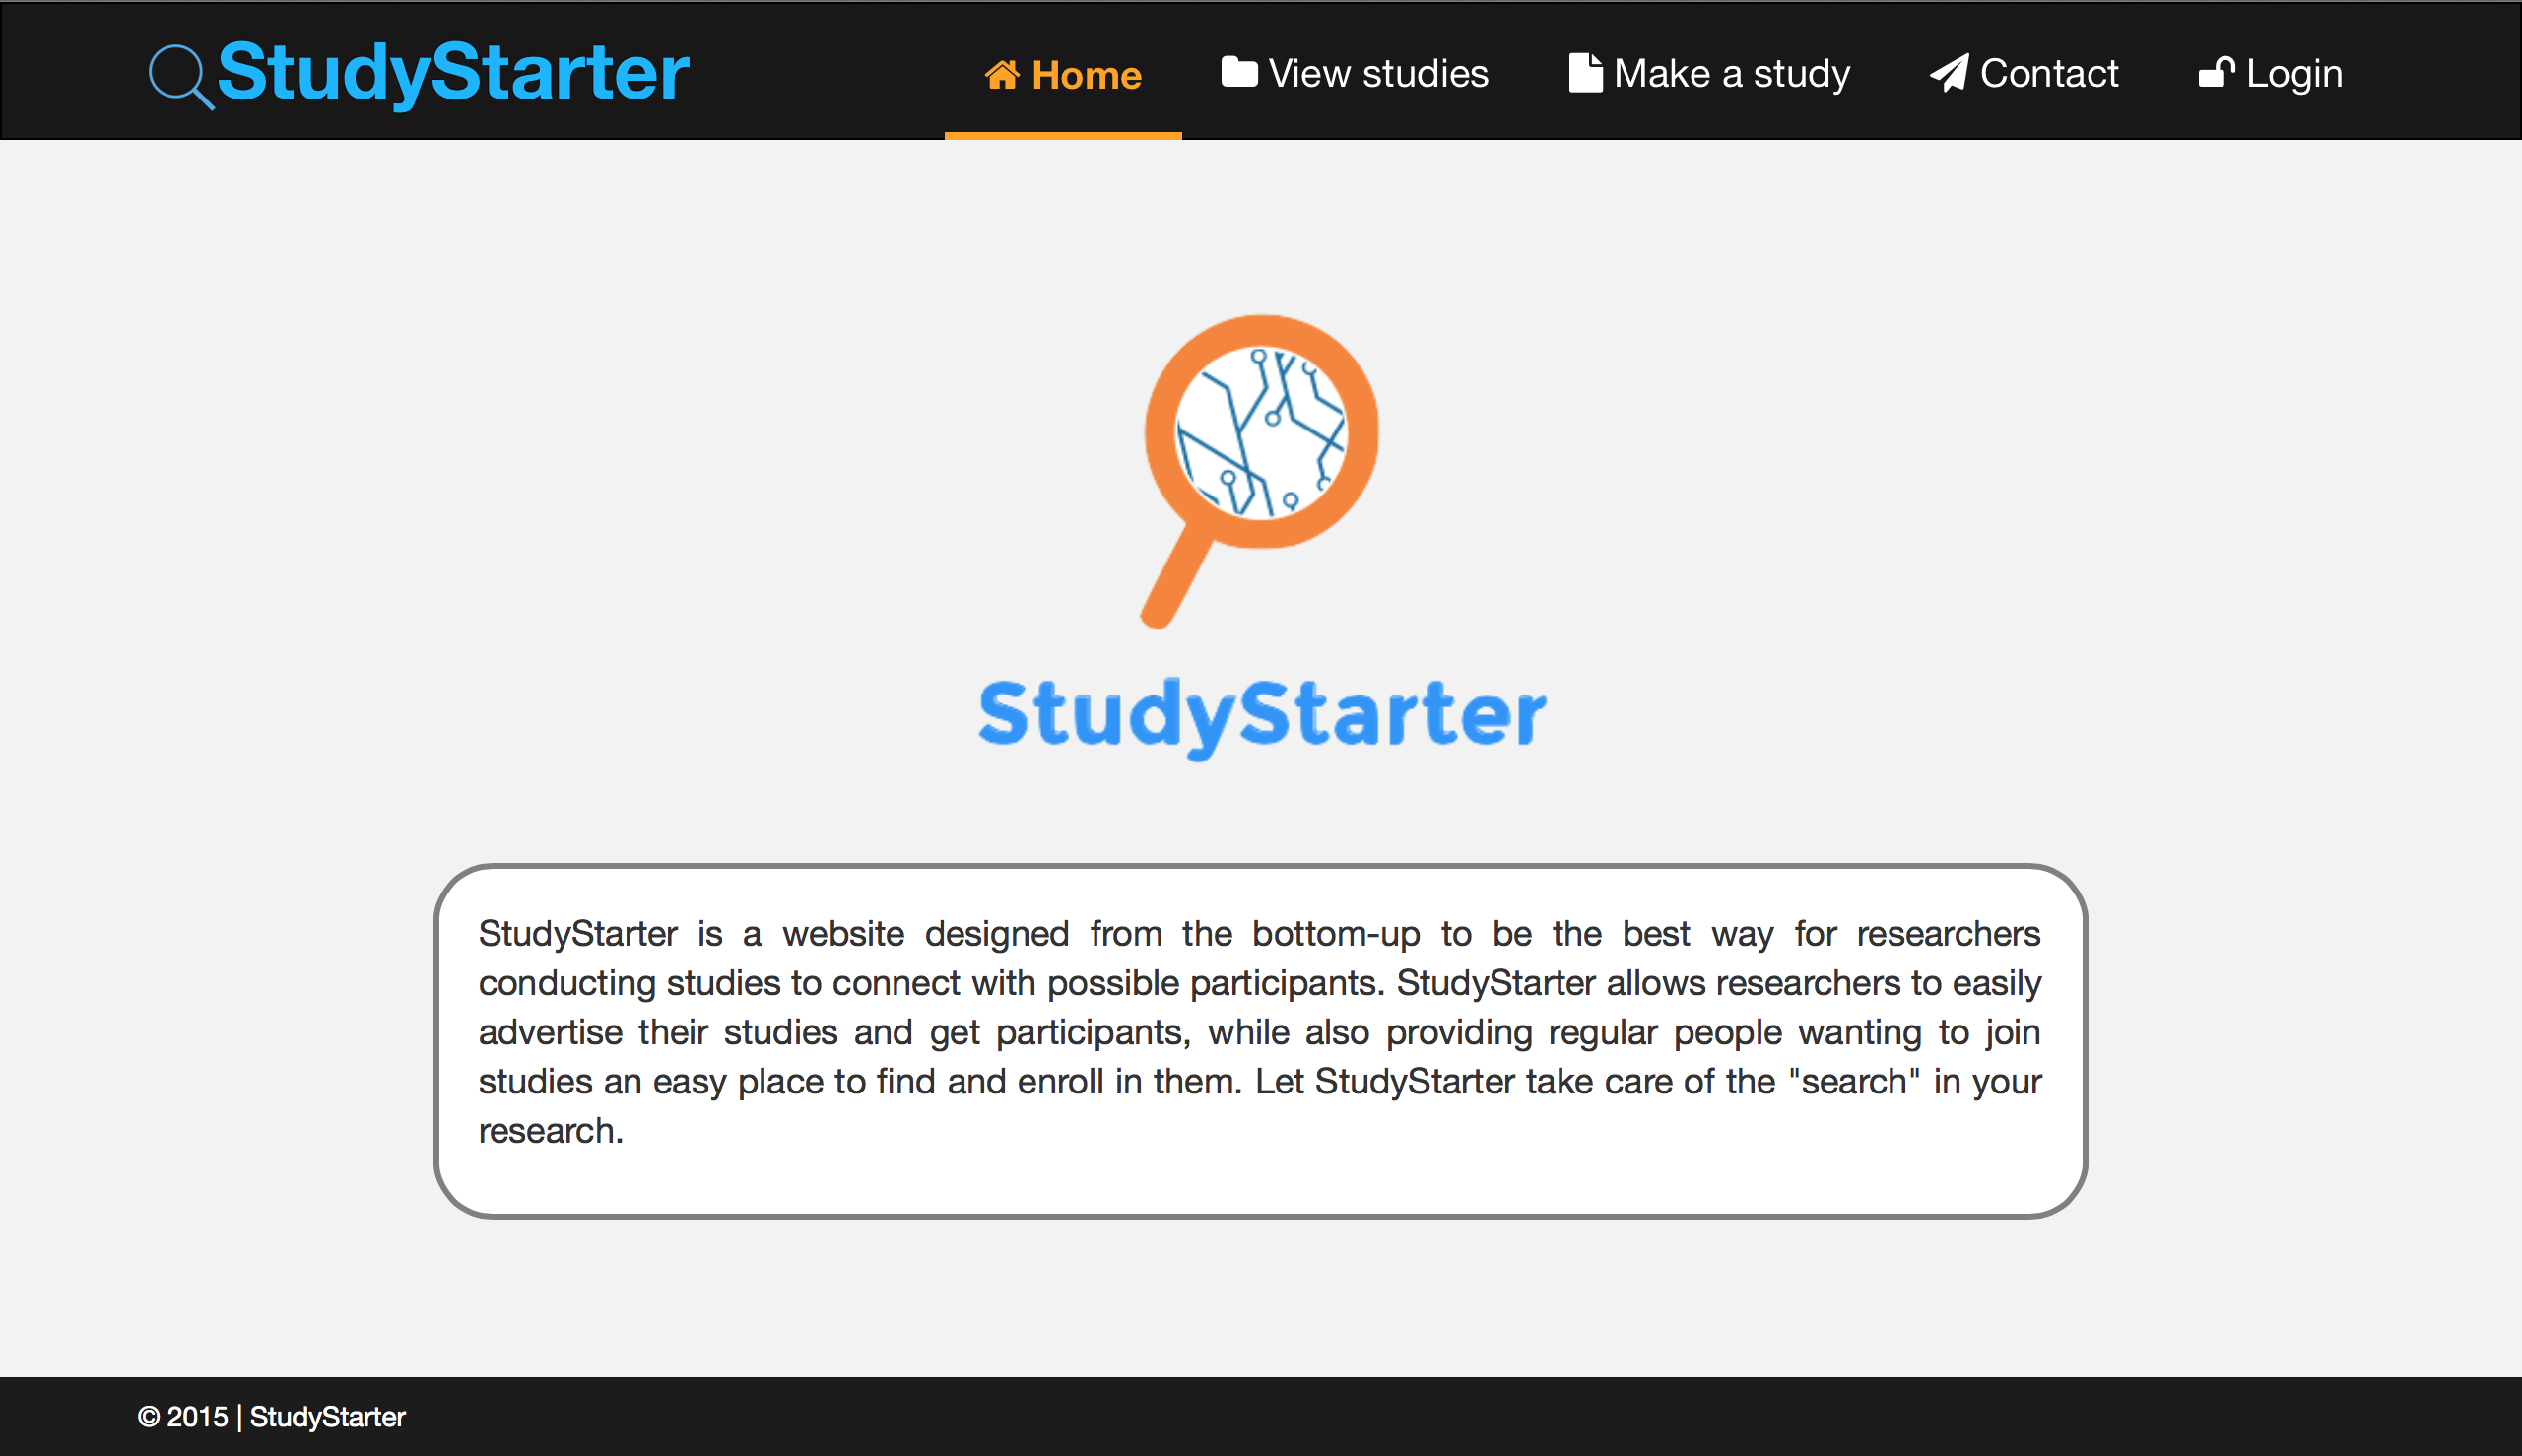 StudyStarter
Home
View studies
Make a study
Contact
Login
StudyStarter
StudyStarter is a website designed from the bottom-up to be the best way for researchers
conducting studies to connect with possible participants. StudyStarter allows researchers to easily
advertise their studies and get participants, while also providing regular people wanting to join
studies an easy place to find and enroll in them. Let StudyStarter take care of the "search" in your
research.
© 2015 | StudyStarter